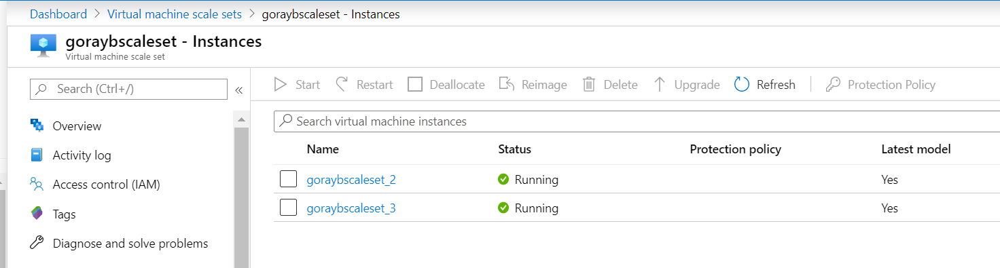 Dashboard > Virtual machine scale sets > goraybscaleset - Instances
goraybscaleset - Instances
Virtual machine scale set
Search (Ctrl+/) «
Overview
Activity log
Access control (IAM)
Tags
Diagnose and solve problems
Start Restart Deallocate Reimage Delete Upgrade Refresh Protection Policy
Search virtual machine instances
Name Status Protection policy Latest model
goraybscaleset_2 Running Yes
goraybscaleset_3 Running Yes